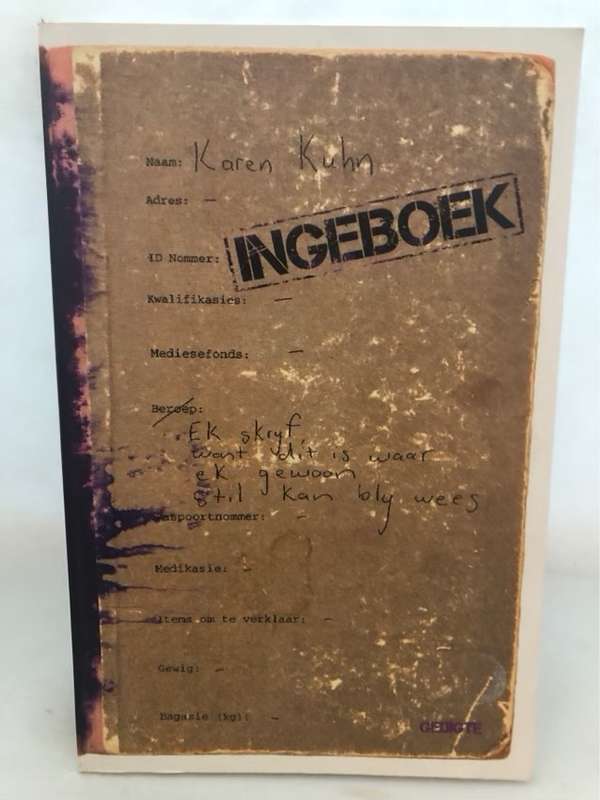 Naam: Karen Kuhn
Adres: —
INGEBOEK
ID Nommer:
Kwalifikasies: —
Mediesefonds: —
Beroep:
Ek skryf,
want dit is waar
ek gewoon
stil kan bly wees
Paspoortnommer: —
Medikasie: —
Items om te verklaar: —
Gewig: —
Bagasie (kg): —
GEDIGTE